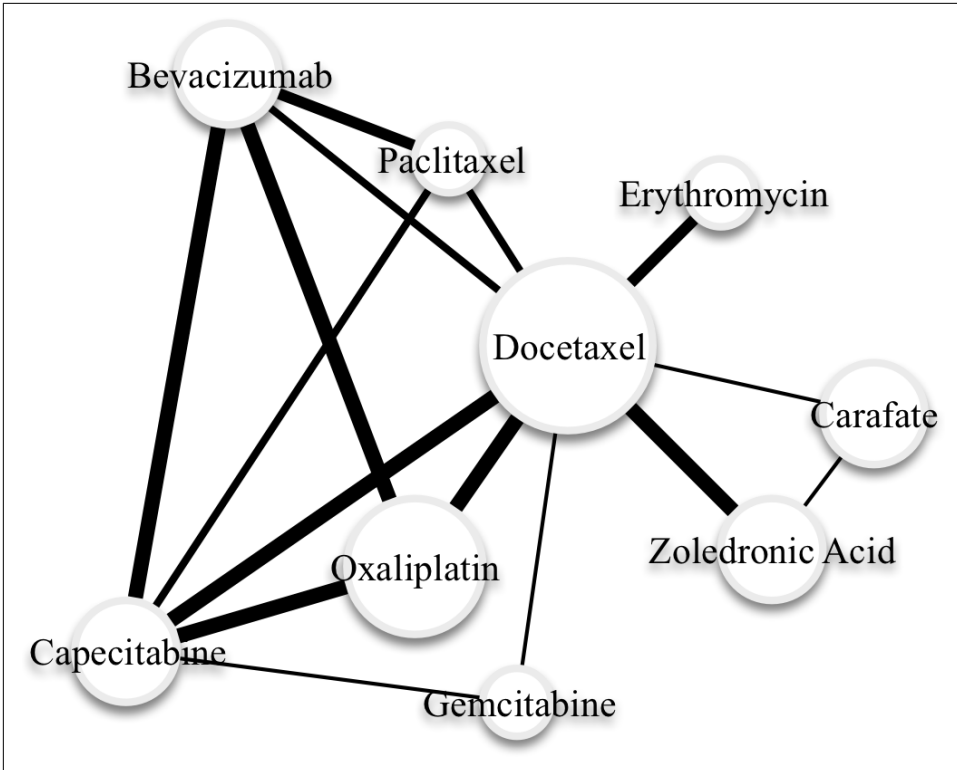 Bevacizumab
Paclitaxel
Erythromycin
Docetaxel
Carafate
Zoledronic Acid
Oxaliplatin
Capecitabine
Gemcitabine